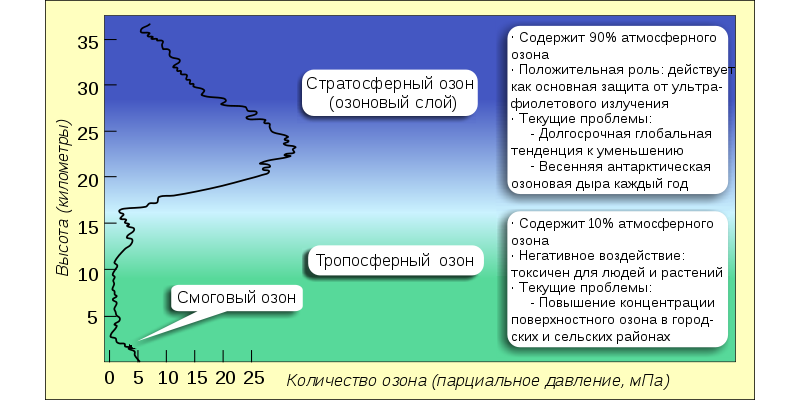 35
30
25
20
15
10
5
Высота (километры)
Стратосферный озон
(озоновый слой)
· Содержит 90% атмосферного
озона
· Положительная роль: действует
как основная защита от ультра-
фиолетового излучения
· Текущие проблемы:
- Долгосрочная глобальная
тенденция к уменьшению
- Весенняя антарктическая
озоновая дыра каждый год
Тропосферный озон
· Содержит 10% атмосферного
озона
· Негативное воздействие:
токсичен для людей и растений
· Текущие проблемы:
- Повышение концентрации
поверхностного озона в город-
ских и сельских районах
Смоговый озон
0 5 10 15 20 25
Количество озона (парциальное давление, мПа)